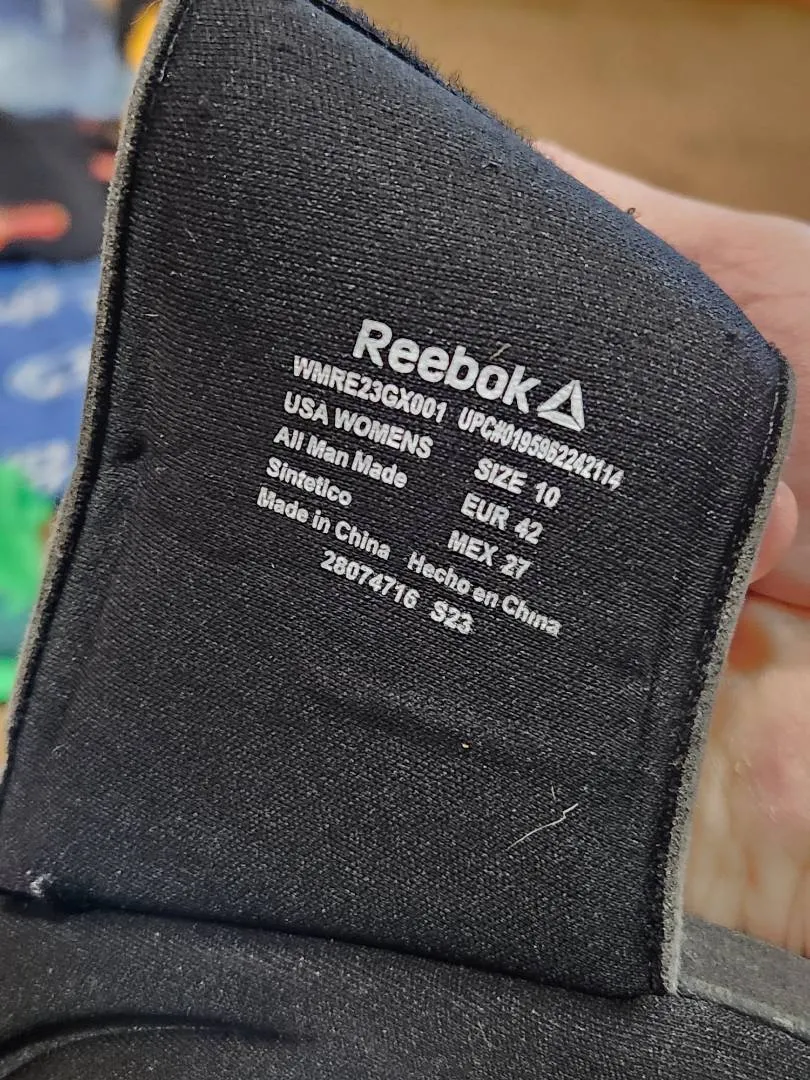 Reebok
WMRE23GX001 UPC#0195962242114
USA WOMENS SIZE 10
All Man Made EUR 42
Sintetico MEX 27
Made in China Hecho en China
28074716 S23